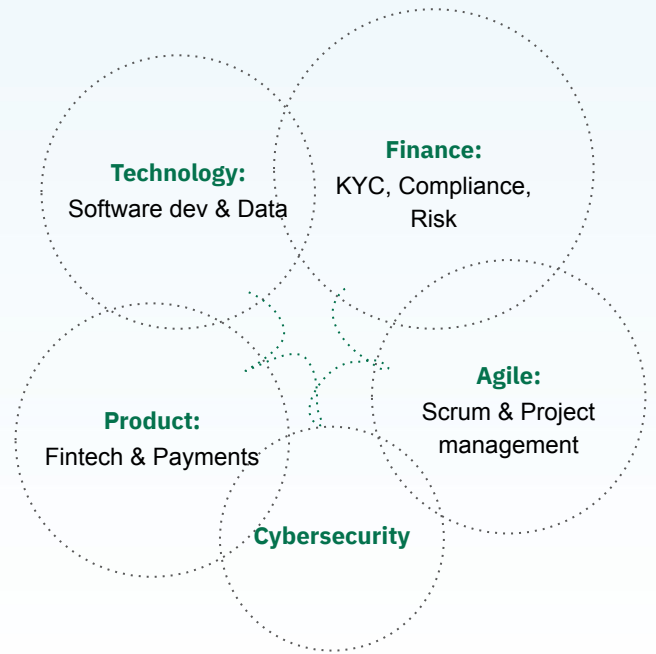 Technology:
Software dev & Data
Finance:
KYC, Compliance,
Risk
Agile:
Scrum & Project
management
Product:
Fintech & Payments
Cybersecurity